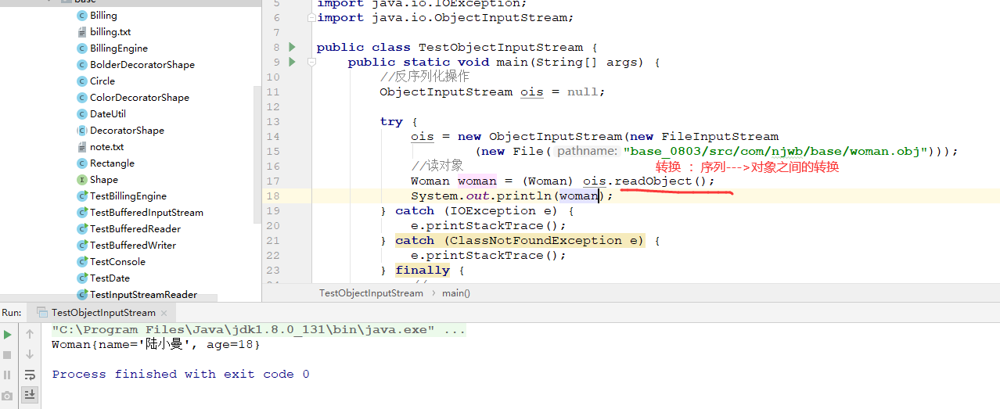 base
Billing
billing.txt
BillingEngine
BolderDecoratorShape
Circle
ColorDecoratorShape
DateUtil
DecoratorShape
note.txt
Rectangle
Shape
TestBillingEngine
TestBufferedInputStream
TestBufferedReader
TestBufferedWriter
TestConsole
TestDate
TestInputStreamReader
5 import java.io.IOException;
6 import java.io.ObjectInputStream;
7
8 public class TestObjectInputStream {
9 public static void main(String[] args) {
10 //反序列化操作
11 ObjectInputStream ois = null;
12
13 try {
14 ois = new ObjectInputStream(new FileInputStream
15 (new File( pathname: "base_0803/src/com/njwb/base/woman.obj")));
16 //读对象 转换 ：序列--->对象之间的转换
17 Woman woman = (Woman) ois.readObject();
18 System.out.println(woman);
19 } catch (IOException e) {
20 e.printStackTrace();
21 } catch (ClassNotFoundException e) {
22 e.printStackTrace();
23 } finally {
TestObjectInputStream › main()
Run: TestObjectInputStream ×
"C:\Program Files\Java\jdk1.8.0_131\bin\java.exe" ...
Woman{name='陆小曼', age=18}
Process finished with exit code 0